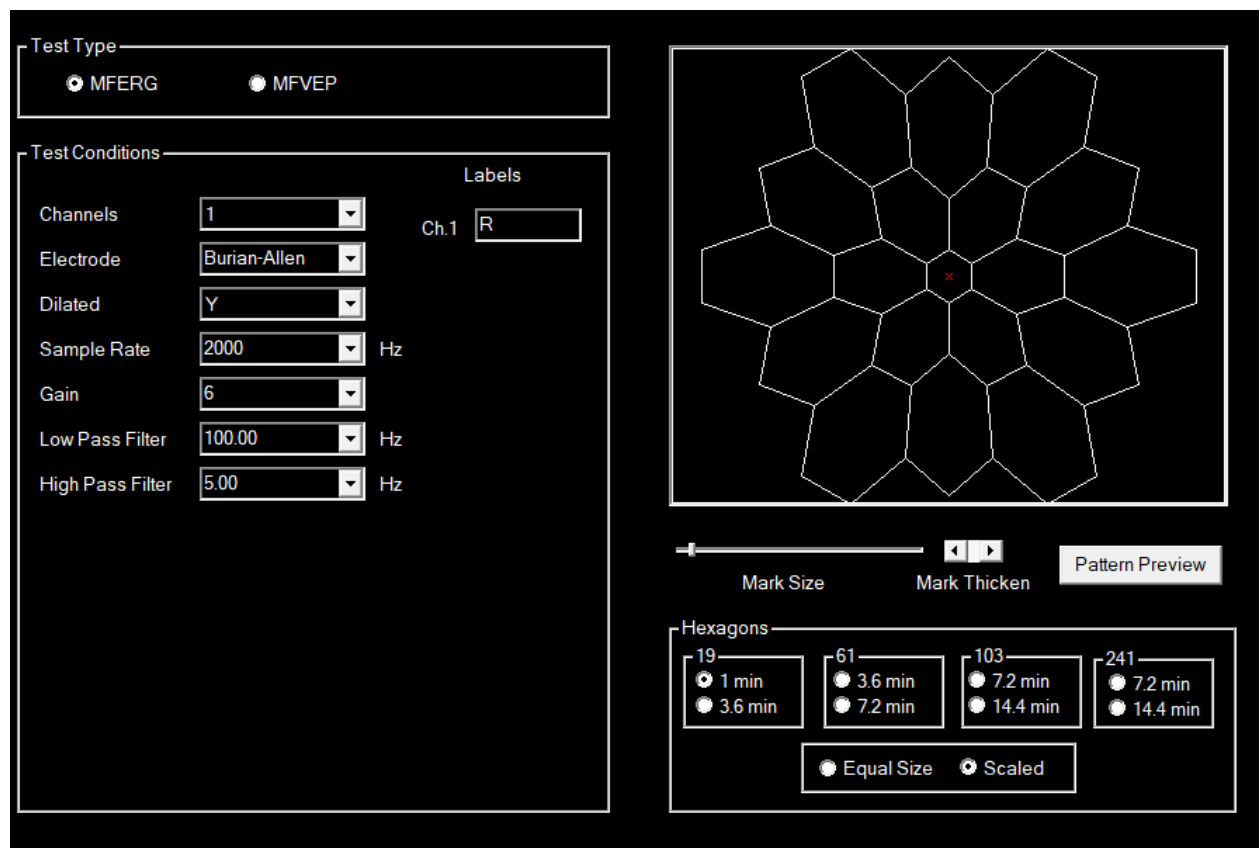 Test Type
MFERG MFVEP
Test Conditions
Labels
Channels 1 Ch.1 R
Electrode Burian-Allen
Dilated Y
Sample Rate 2000 Hz
Gain 6
Low Pass Filter 100.00 Hz
High Pass Filter 5.00 Hz
Mark Size Mark Thicken Pattern Preview
Hexagons
19 61 103 241
1 min 3.6 min 7.2 min 7.2 min
3.6 min 7.2 min 14.4 min 14.4 min
Equal Size Scaled